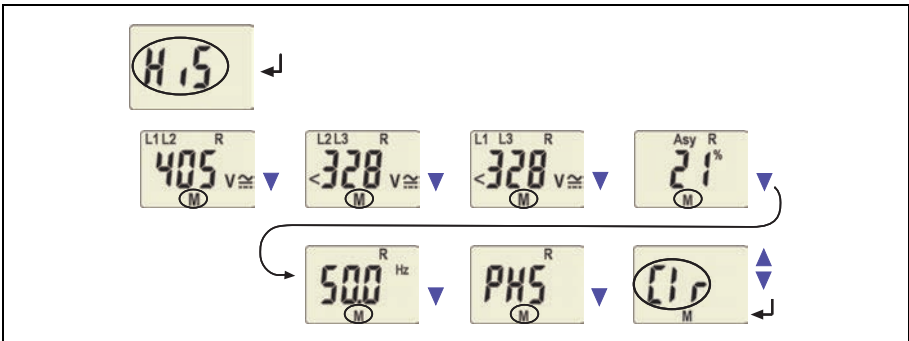 HiS
L1 L2 R
405 V
M
L2 L3 R
<328 V
M
L1 L3 R
<328 V
M
Asy R
21 %
M
R
50.0 Hz
M
R
PHS
M
Clr
M